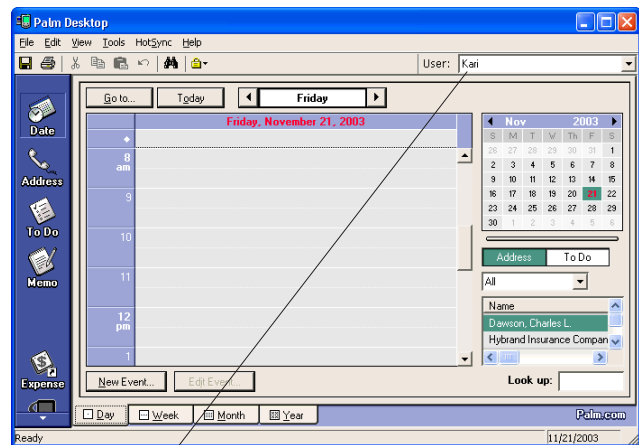 Palm Desktop
File Edit View Tools HotSync Help
User: Kari
Go to... Today Friday
Friday, November 21, 2003
Date
Address
To Do
Memo
Expense
8
am
9
10
11
12
pm
1
Nov 2003
S M T W Th F S
26 27 28 29 30 31 1
2 3 4 5 6 7 8
9 10 11 12 13 14 15
16 17 18 19 20 21 22
23 24 25 26 27 28 29
30 1 2 3 4 5 6
Address To Do
All
Name
Dawson, Charles L.
Hybrand Insurance Compan
New Event... Edit Event...
Look up:
Day Week Month Year
Palm.com
Ready 11/21/2003